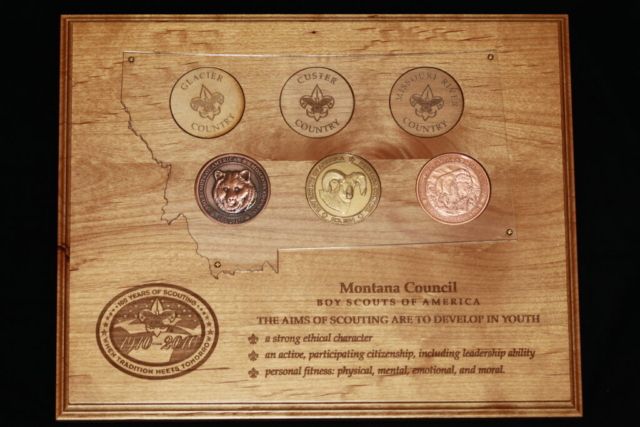 GLACIER
COUNTRY
CUSTER
COUNTRY
MISSOURI RIVER
COUNTRY
100 YEARS OF SCOUTING
1910-2010
WHEN TRADITION MEETS TOMORROW
Montana Council
BOY SCOUTS OF AMERICA
THE AIMS OF SCOUTING ARE TO DEVELOP IN YOUTH
a strong ethical character
an active, participating citizenship, including leadership ability
personal fitness: physical, mental, emotional, and moral.